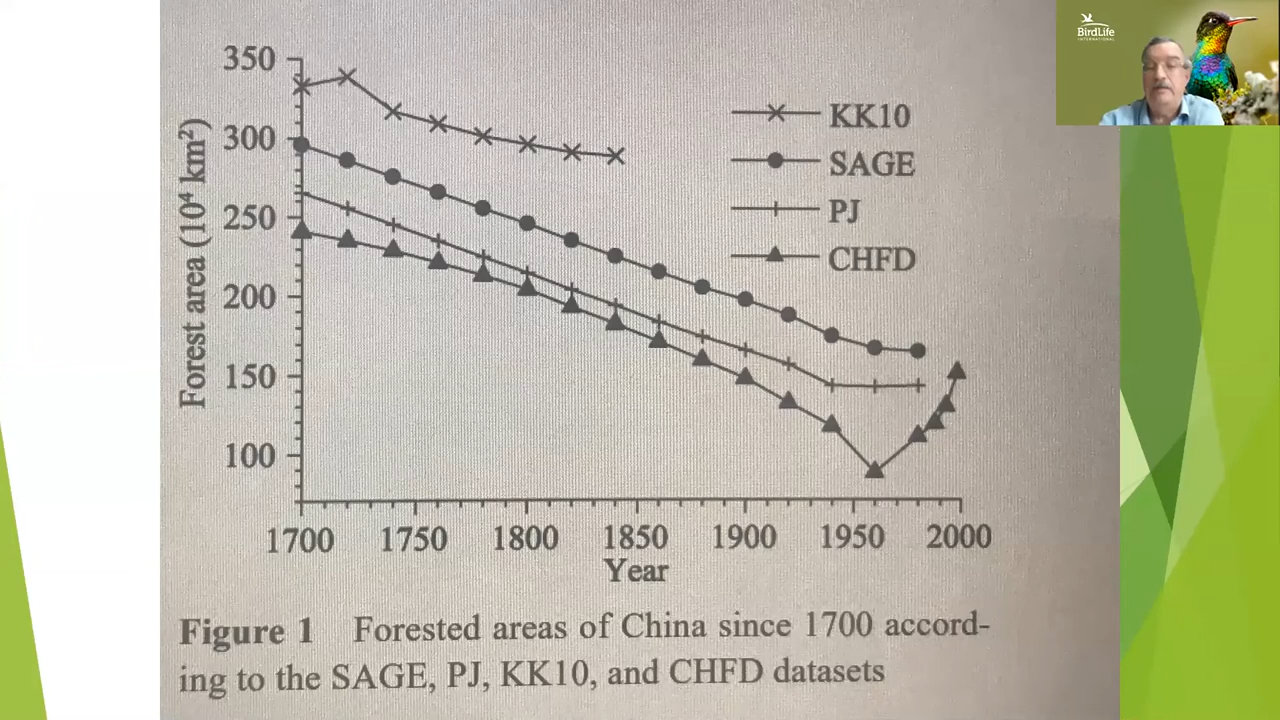 BirdLife
INTERNATIONAL
350
300
250
200
150
100
Forest area (10⁴ km²)
KK10
SAGE
PJ
CHFD
1700 1750 1800 1850 1900 1950 2000
Year
Figure 1 Forested areas of China since 1700 accord-
ing to the SAGE, PJ, KK10, and CHFD datasets